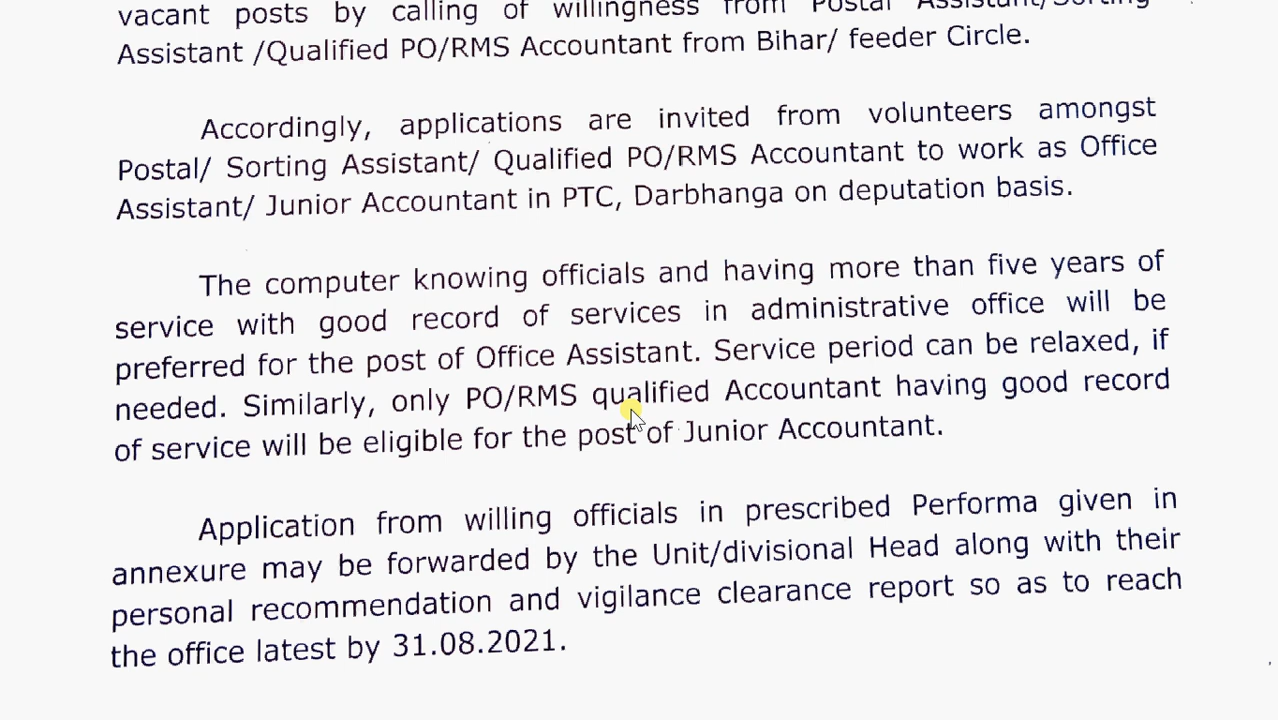 vacant posts by calling of willingness from Postal Assistant/Sorting
Assistant /Qualified PO/RMS Accountant from Bihar/ feeder Circle.
Accordingly, applications are invited from volunteers amongst
Postal/ Sorting Assistant/ Qualified PO/RMS Accountant to work as Office
Assistant/ Junior Accountant in PTC, Darbhanga on deputation basis.
The computer knowing officials and having more than five years of
service with good record of services in administrative office will be
preferred for the post of Office Assistant. Service period can be relaxed, if
needed. Similarly, only PO/RMS qualified Accountant having good record
of service will be eligible for the post of Junior Accountant.
Application from willing officials in prescribed Performa given in
annexure may be forwarded by the Unit/divisional Head along with their
personal recommendation and vigilance clearance report so as to reach
the office latest by 31.08.2021.